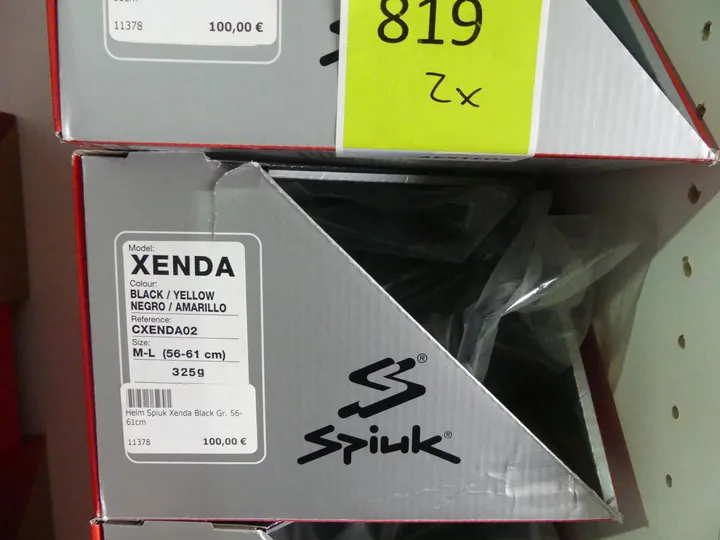 11378 100,00 €
819
2x
Model:
XENDA
Colour:
BLACK / YELLOW
NEGRO / AMARILLO
Reference:
CXENDA02
Size:
M-L (56-61 cm)
325g
Helm Spiuk Xenda Black Gr. 56-
61cm
11378 100,00 €
Spiuk®